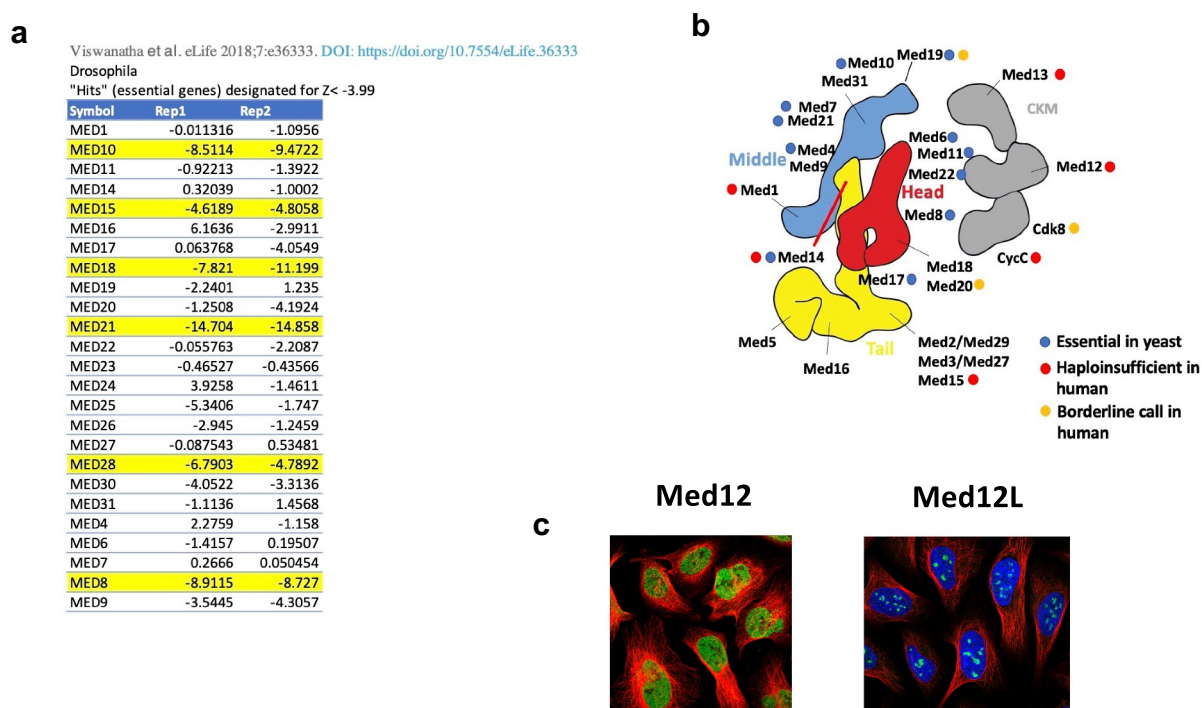 a
Viswanatha et al. eLife 2018;7:e36333. DOI: https://doi.org/10.7554/eLife.36333
Drosophila
"Hits" (essential genes) designated for Z< -3.99
Symbol Rep1 Rep2
MED1 -0.011316 -1.0956
MED10 -8.5114 -9.4722
MED11 -0.92213 -1.3922
MED14 0.32039 -1.0002
MED15 -4.6189 -4.8058
MED16 6.1636 -2.9911
MED17 0.063768 -4.0549
MED18 -7.821 -11.199
MED19 -2.2401 1.235
MED20 -1.2508 -4.1924
MED21 -14.704 -14.858
MED22 -0.055763 -2.2087
MED23 -0.46527 -0.43566
MED24 3.9258 -1.4611
MED25 -5.3406 -1.747
MED26 -2.945 -1.2459
MED27 -0.087543 0.53481
MED28 -6.7903 -4.7892
MED30 -4.0522 -3.3136
MED31 -1.1136 1.4568
MED4 2.2759 -1.158
MED6 -1.4157 0.19507
MED7 0.2666 0.050454
MED8 -8.9115 -8.727
MED9 -3.5445 -4.3057
b
Med10
Med19
Med31
Med13
CKM
Med7
Med21
Med6
Med11
Med4
Middle
Med9
Med22
Med12
Med1
Head
Med8
Cdk8
Med14
CycC
Med18
Med17
Med20
Med5
Tail
Med16
Med2/Med29
Med3/Med27
Med15
Essential in yeast
Haploinsufficient in
human
Borderline call in
human
c
Med12
Med12L